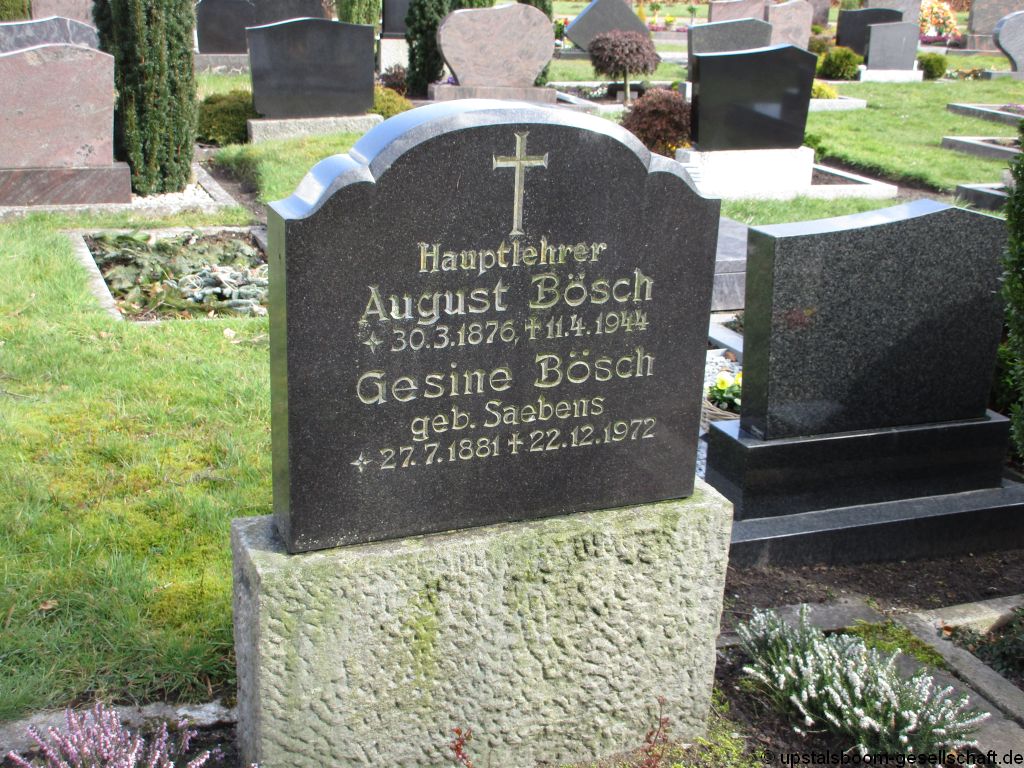 Hauptlehrer
August Bösch
30.3.1876, † 11.4.1944
Gesine Bösch
geb. Saebens
27.7.1881 † 22.12.1972
© upstalsboom-gesellschaft.de